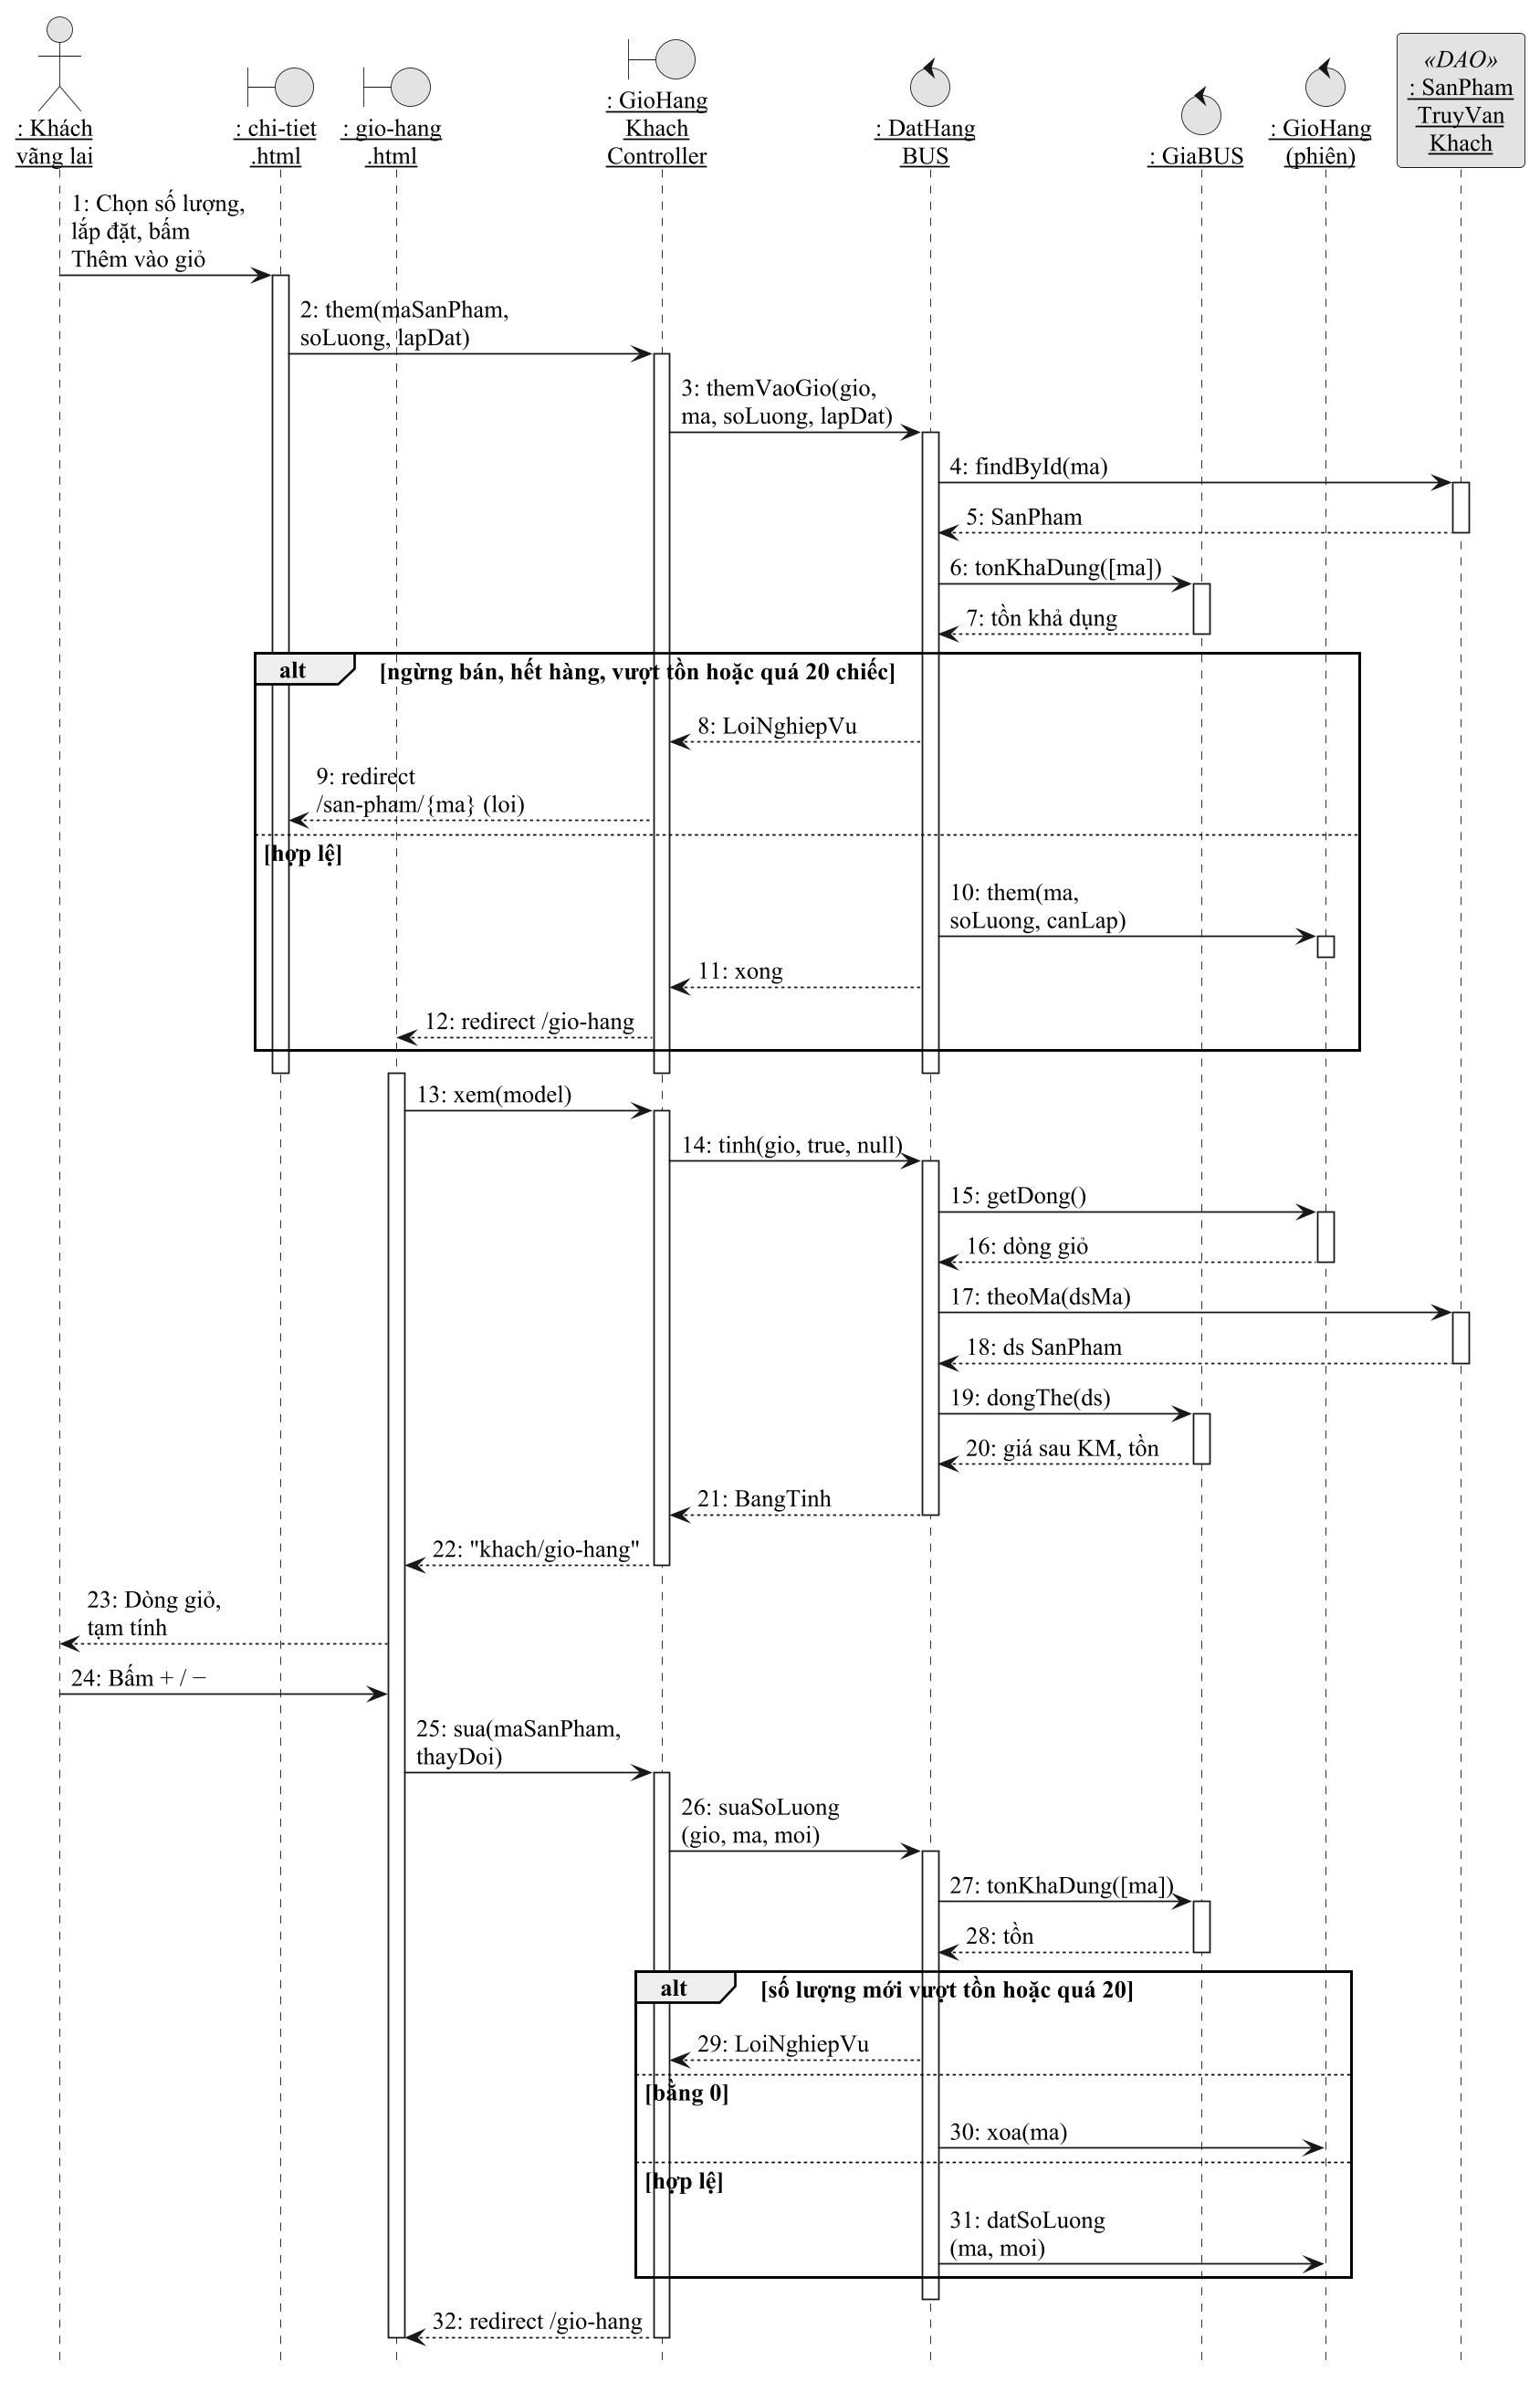 : Khách
vãng lai
: chi-tiet
.html
: gio-hang
.html
: GioHang
Khach
Controller
: DatHang
BUS
: GiaBUS
: GioHang
(phiên)
«DAO»
: SanPham
TruyVan
Khach
1: Chọn số lượng,
lắp đặt, bấm
Thêm vào giỏ
2: them(maSanPham,
soLuong, lapDat)
3: themVaoGio(gio,
ma, soLuong, lapDat)
4: findById(ma)
5: SanPham
6: tonKhaDung([ma])
7: tồn khả dụng
alt [ngừng bán, hết hàng, vượt tồn hoặc quá 20 chiếc]
8: LoiNghiepVu
9: redirect
/san-pham/{ma} (loi)
[hợp lệ]
10: them(ma,
soLuong, canLap)
11: xong
12: redirect /gio-hang
13: xem(model)
14: tinh(gio, true, null)
15: getDong()
16: dòng giỏ
17: theoMa(dsMa)
18: ds SanPham
19: dongThe(ds)
20: giá sau KM, tồn
21: BangTinh
22: "khach/gio-hang"
23: Dòng giỏ,
tạm tính
24: Bấm + / −
25: sua(maSanPham,
thayDoi)
26: suaSoLuong
(gio, ma, moi)
27: tonKhaDung([ma])
28: tồn
alt [số lượng mới vượt tồn hoặc quá 20]
29: LoiNghiepVu
[bằng 0]
30: xoa(ma)
[hợp lệ]
31: datSoLuong
(ma, moi)
32: redirect /gio-hang